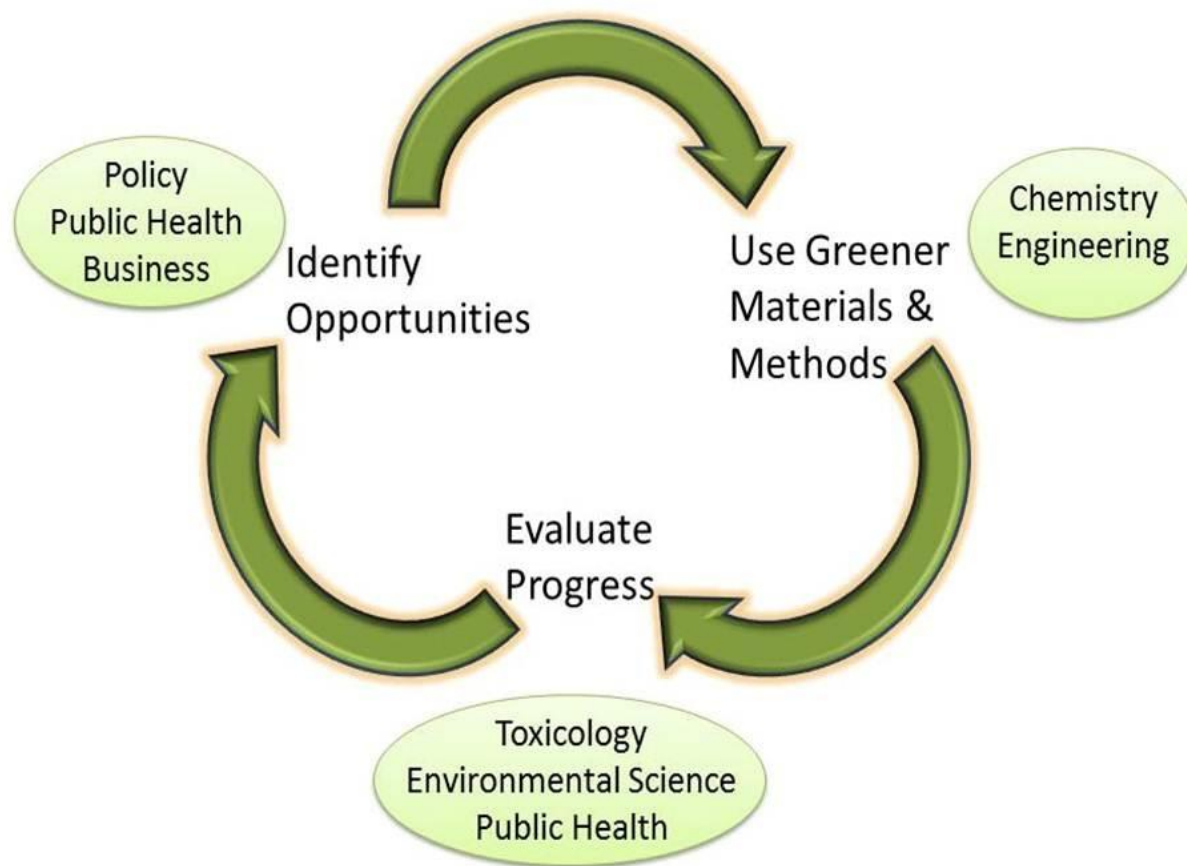 Policy
Public Health
Business
Identify
Opportunities
Use Greener
Materials &
Methods
Chemistry
Engineering
Evaluate
Progress
Toxicology
Environmental Science
Public Health